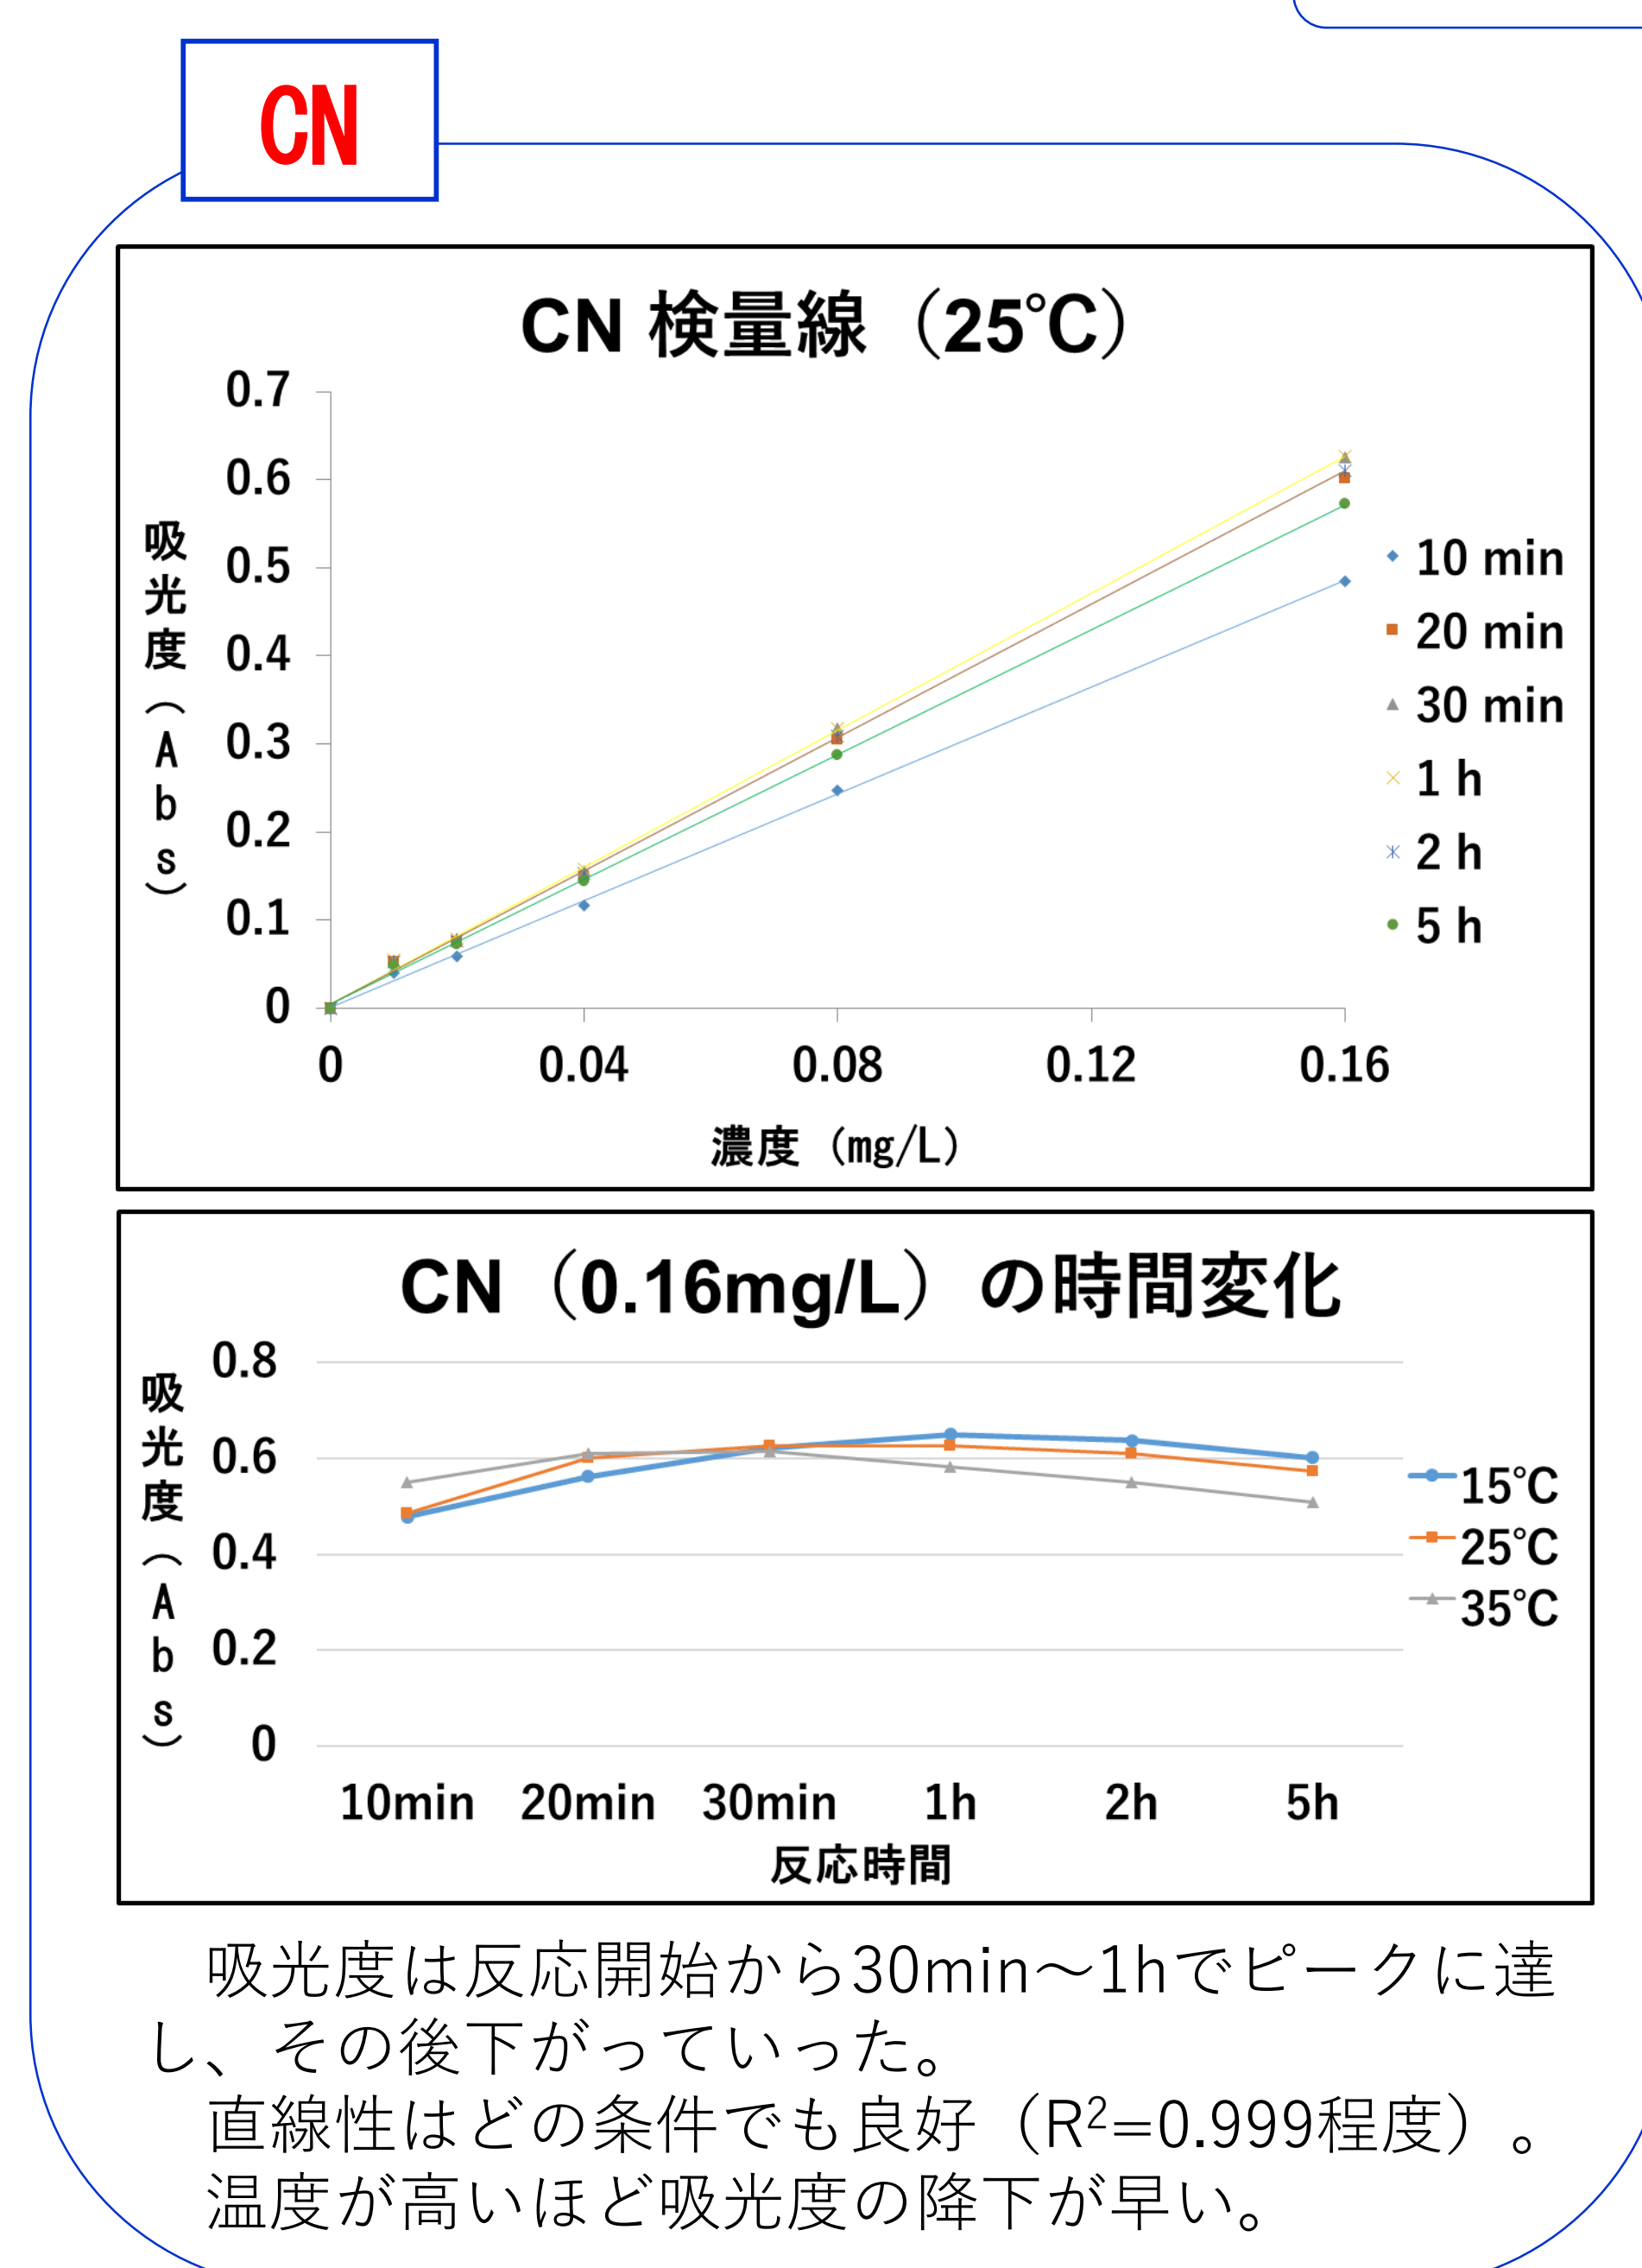 CN
CN 検量線（25℃）
吸光度（Abs）
0.7
0.6
0.5
0.4
0.3
0.2
0.1
0
0
0.04
0.08
0.12
0.16
濃度（mg/L）
10 min
20 min
30 min
1 h
2 h
5 h
CN（0.16mg/L）の時間変化
吸光度（Abs）
0.8
0.6
0.4
0.2
0
10min
20min
30min
1h
2h
5h
反応時間
15℃
25℃
35℃
吸光度は反応開始から30min～1hでピークに達
し、その後下がっていった。
直線性はどの条件でも良好（R²=0.999程度）。
温度が高いほど吸光度の降下が早い。